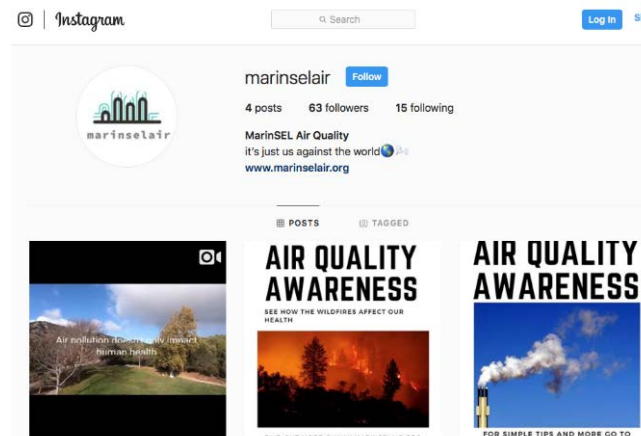 Instagram
Search
Log In
marinselair
Follow
4 posts 63 followers 15 following
MarinSEL Air Quality
it's just us against the world🌎🌬
www.marinselair.org
marinselair
POSTS TAGGED
Air pollution doesn't only impact
human health
AIR QUALITY
AWARENESS
SEE HOW THE WILDFIRES AFFECT OUR
HEALTH
AIR QUALITY
AWARENESS
FOR SIMPLE TIPS AND MORE GO TO